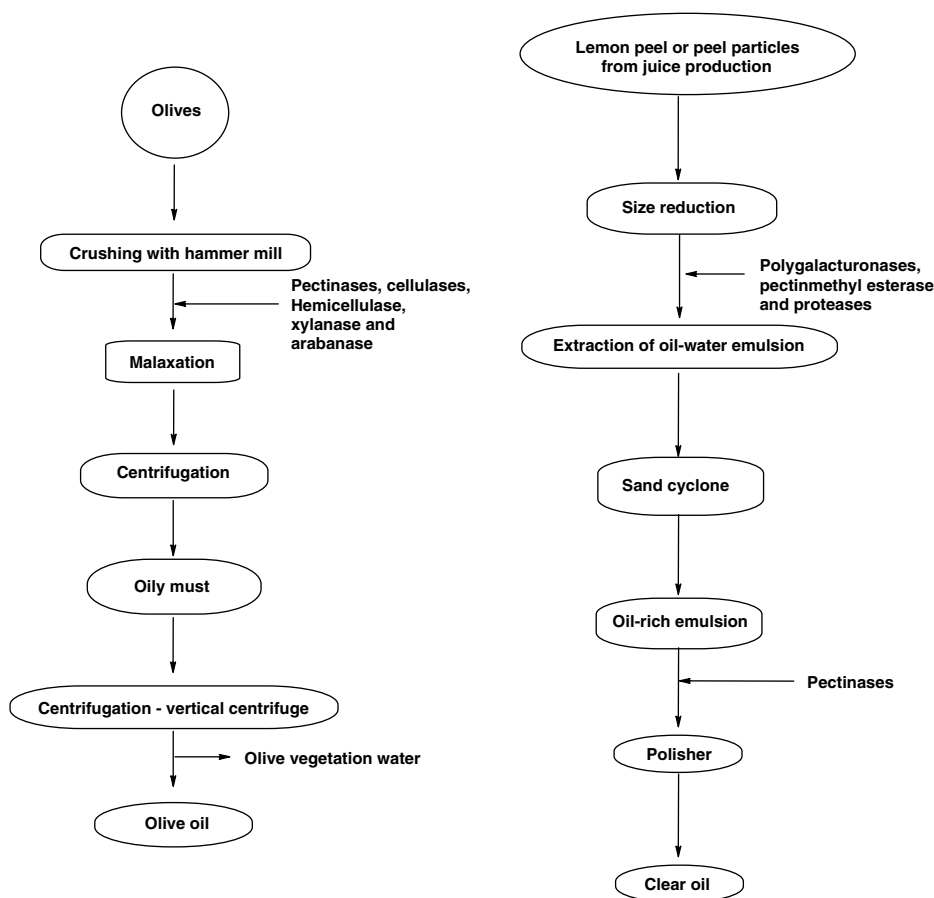 Olives
Crushing with hammer mill
Pectinases, cellulases,
Hemicellulase,
xylanase and
arabanase
Malaxation
Centrifugation
Oily must
Centrifugation - vertical centrifuge
Olive vegetation water
Olive oil
Lemon peel or peel particles
from juice production
Size reduction
Polygalacturonases,
pectinmethyl esterase
and proteases
Extraction of oil-water emulsion
Sand cyclone
Oil-rich emulsion
Pectinases
Polisher
Clear oil